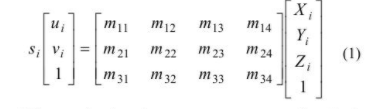 s_i [u_i v_i 1] = [m_11 m_12 m_13 m_14 m_21 m_22 m_23 m_24 m_31 m_32 m_33 m_34] [X_i Y_i Z_i 1] (1)